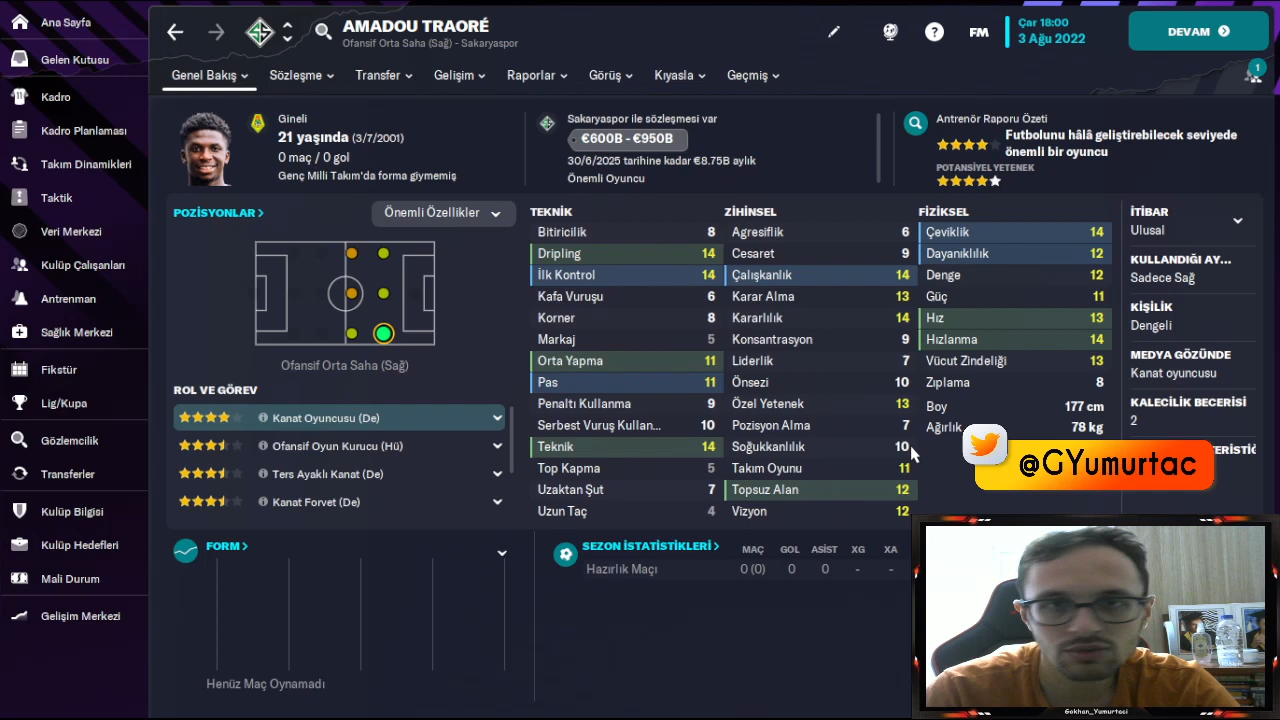 Ana Sayfa
Gelen Kutusu
Kadro
Kadro Planlaması
Takım Dinamikleri
Taktik
Veri Merkezi
Kulüp Çalışanları
Antrenman
Sağlık Merkezi
Fikstür
Lig/Kupa
Gözlemcilik
Transferler
Kulüp Bilgisi
Kulüp Hedefleri
Mali Durum
Gelişim Merkezi
AMADOU TRAORÉ
Ofansif Orta Saha (Sağ) - Sakaryaspor
FM
Çar 18:00
3 Ağu 2022
DEVAM
Genel Bakış
Sözleşme
Transfer
Gelişim
Raporlar
Görüş
Kıyasla
Geçmiş
1
Gineli
21 yaşında (3/7/2001)
0 maç / 0 gol
Genç Milli Takım'da forma giymemiş
Sakaryaspor ile sözleşmesi var
€600B - €950B
30/6/2025 tarihine kadar €8.75B aylık
Önemli Oyuncu
Antrenör Raporu Özeti
Futbolunu hâlâ geliştirebilecek seviyede
önemli bir oyuncu
POTANSİYEL YETENEK
POZİSYONLAR
Önemli Özellikler
Ofansif Orta Saha (Sağ)
ROL VE GÖREV
Kanat Oyuncusu (De)
Ofansif Oyun Kurucu (Hü)
Ters Ayaklı Kanat (De)
Kanat Forvet (De)
TEKNİK
Bitiricilik 8
Dripling 14
İlk Kontrol 14
Kafa Vuruşu 6
Korner 8
Markaj 5
Orta Yapma 11
Pas 11
Penaltı Kullanma 9
Serbest Vuruş Kullan... 10
Teknik 14
Top Kapma 5
Uzaktan Şut 7
Uzun Taç 4
ZİHİNSEL
Agresiflik 6
Cesaret 9
Çalışkanlık 14
Karar Alma 13
Kararlılık 14
Konsantrasyon 9
Liderlik 7
Önsezi 10
Özel Yetenek 13
Pozisyon Alma 7
Soğukkanlılık 10
Takım Oyunu 11
Topsuz Alan 12
Vizyon 12
FİZİKSEL
Çeviklik 14
Dayanıklılık 12
Denge 12
Güç 11
Hız 13
Hızlanma 14
Vücut Zindeliği 13
Zıplama 8
Boy 177 cm
Ağırlık 78 kg
İTİBAR
Ulusal
KULLANDIĞI AY...
Sadece Sağ
KİŞİLİK
Dengeli
MEDYA GÖZÜNDE
Kanat oyuncusu
KALECİLİK BECERİSİ
2
@GYumurtac
FORM
Henüz Maç Oynamadı
SEZON İSTATİSTİKLERİ
MAÇ GOL ASİST XG XA
Hazırlık Maçı 0 (0) 0 0 - -
Gokhan_Yumurtaci